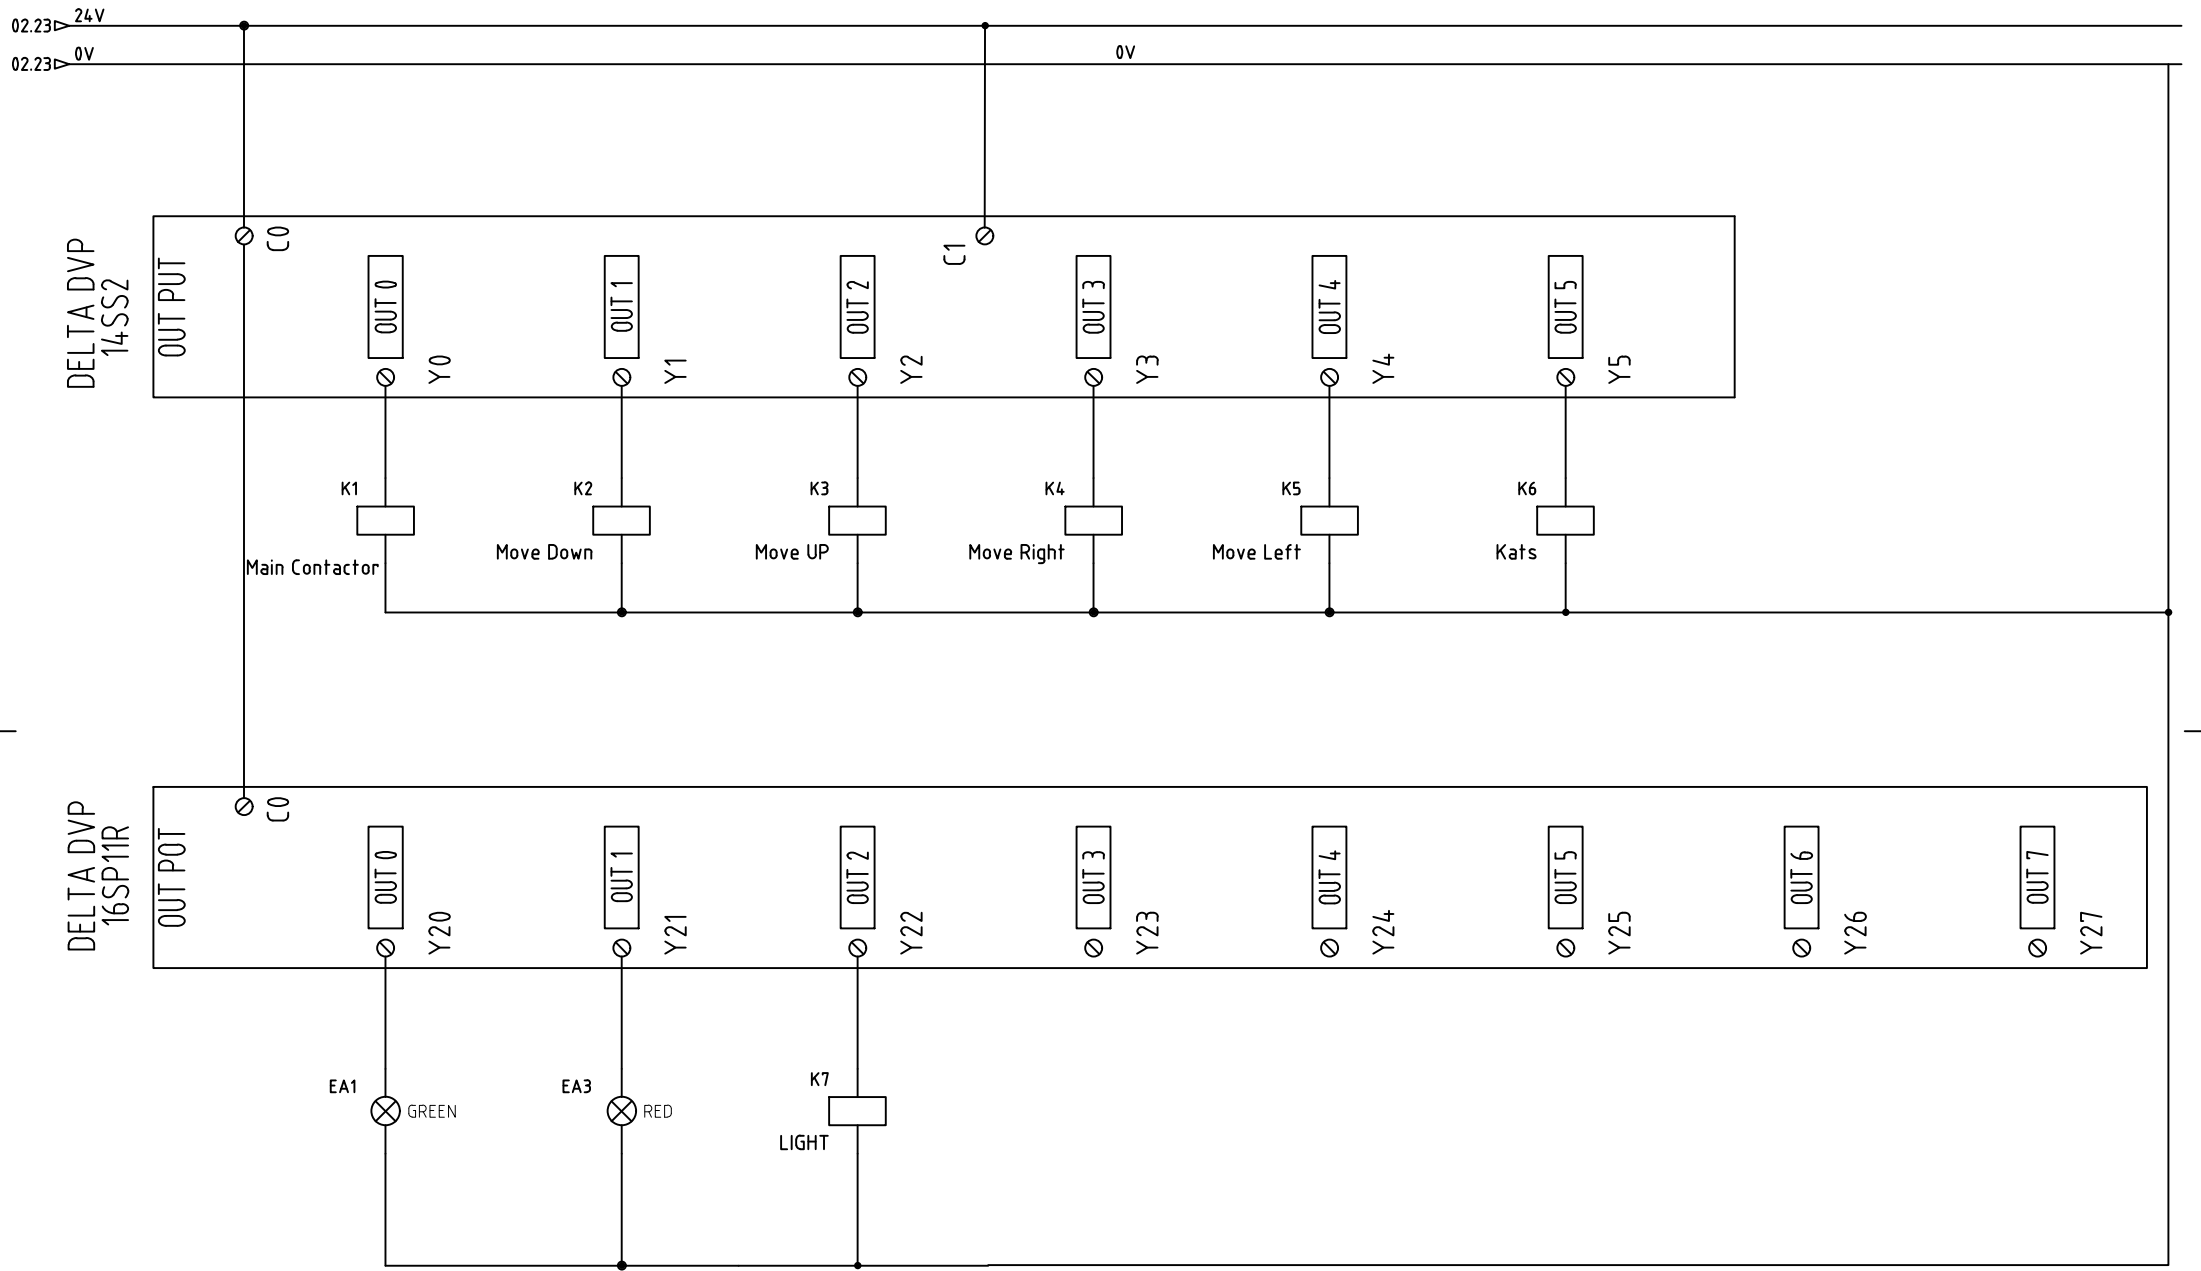 02.23 24V
02.23 0V 0V
DELTA DVP
14SS2
OUT PUT
C0
C1
OUT 0 OUT 1 OUT 2 OUT 3 OUT 4 OUT 5
Y0 Y1 Y2 Y3 Y4 Y5
K1 K2 K3 K4 K5 K6
Main Contactor Move Down Move UP Move Right Move Left Kats
DELTA DVP
16SP11R
OUT POT
C0
OUT 0 OUT 1 OUT 2 OUT 3 OUT 4 OUT 5 OUT 6 OUT 7
Y20 Y21 Y22 Y23 Y24 Y25 Y26 Y27
EA1 EA3 K7
GREEN RED LIGHT